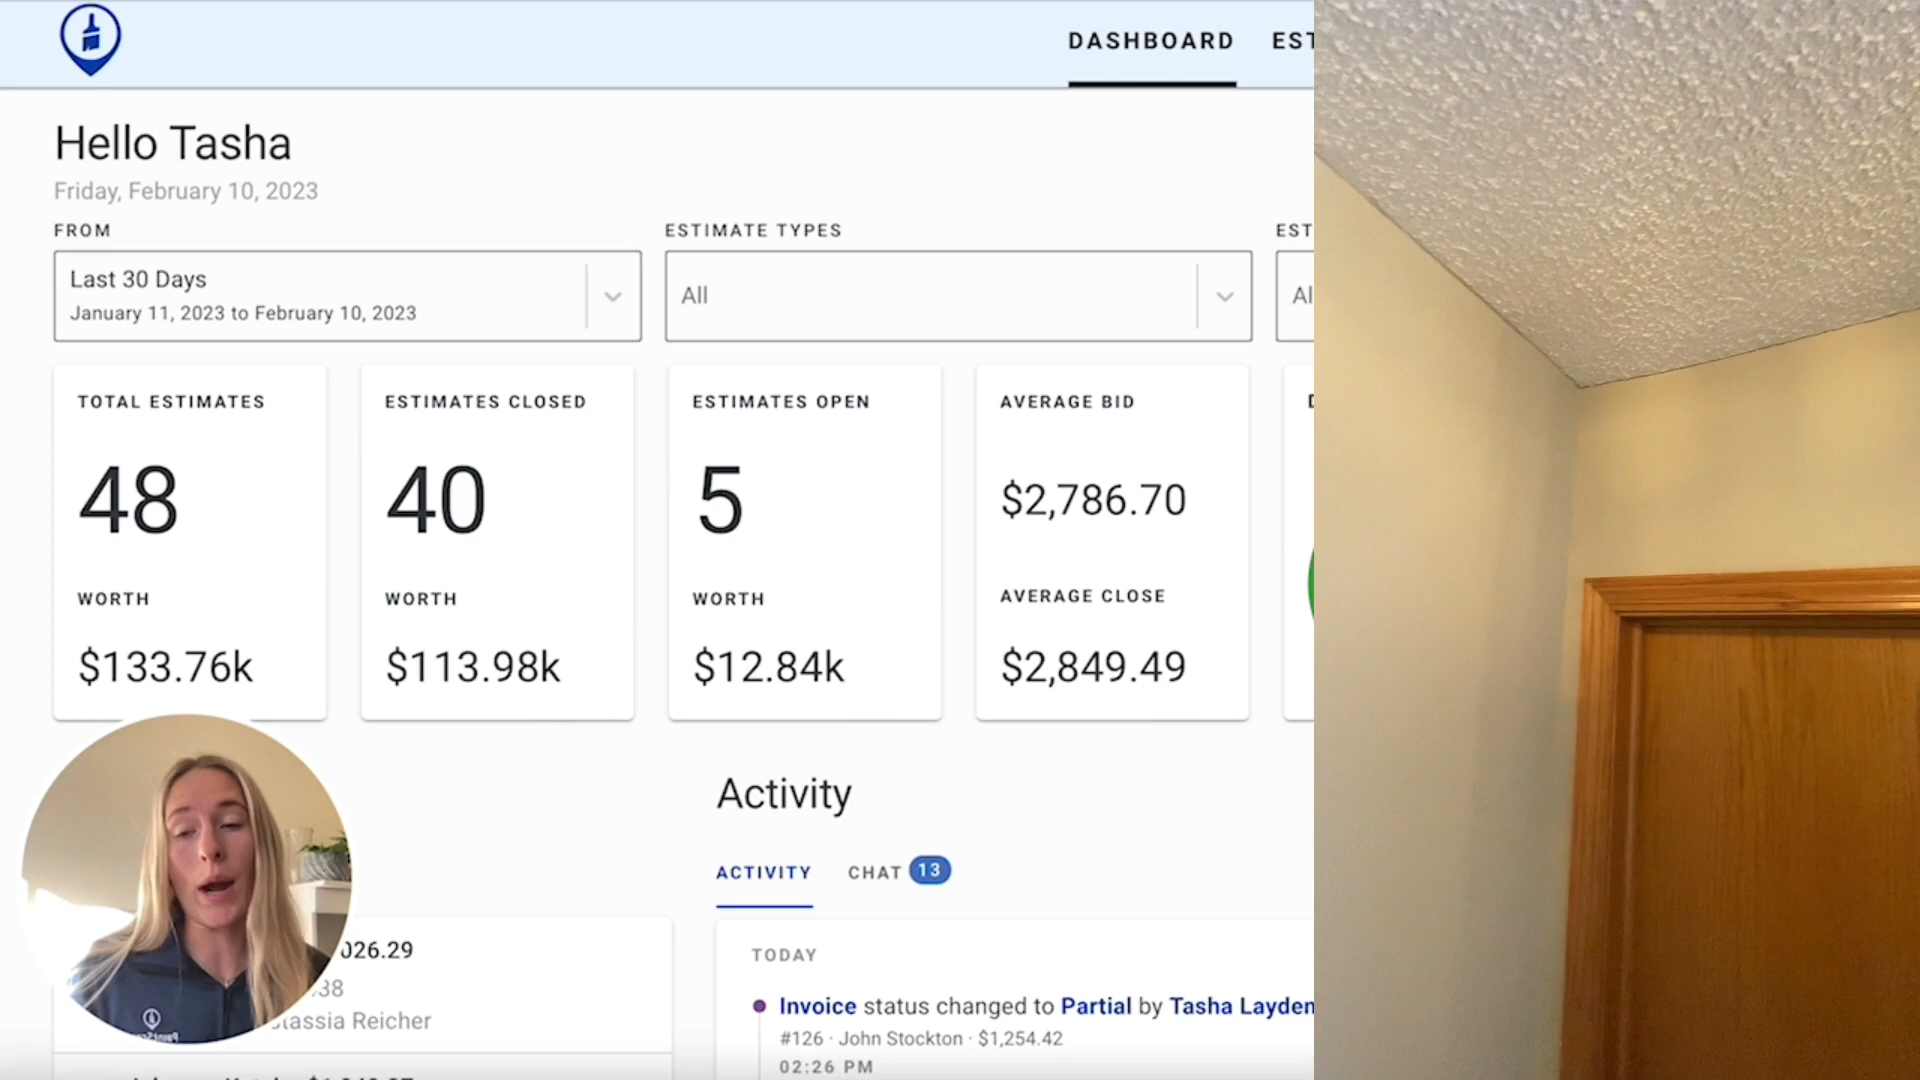 DASHBOARD
Hello Tasha
Friday, February 10, 2023
FROM
ESTIMATE TYPES
Last 30 Days
January 11, 2023 to February 10, 2023
All
TOTAL ESTIMATES
48
WORTH
$133.76k
ESTIMATES CLOSED
40
WORTH
$113.98k
ESTIMATES OPEN
5
WORTH
$12.84k
AVERAGE BID
$2,786.70
AVERAGE CLOSE
$2,849.49
Activity
ACTIVITY
CHAT 13
026.29
Reicher
TODAY
Invoice status changed to Partial by Tasha Layden
#126 · John Stockton · $1,254.42
02:26 PM